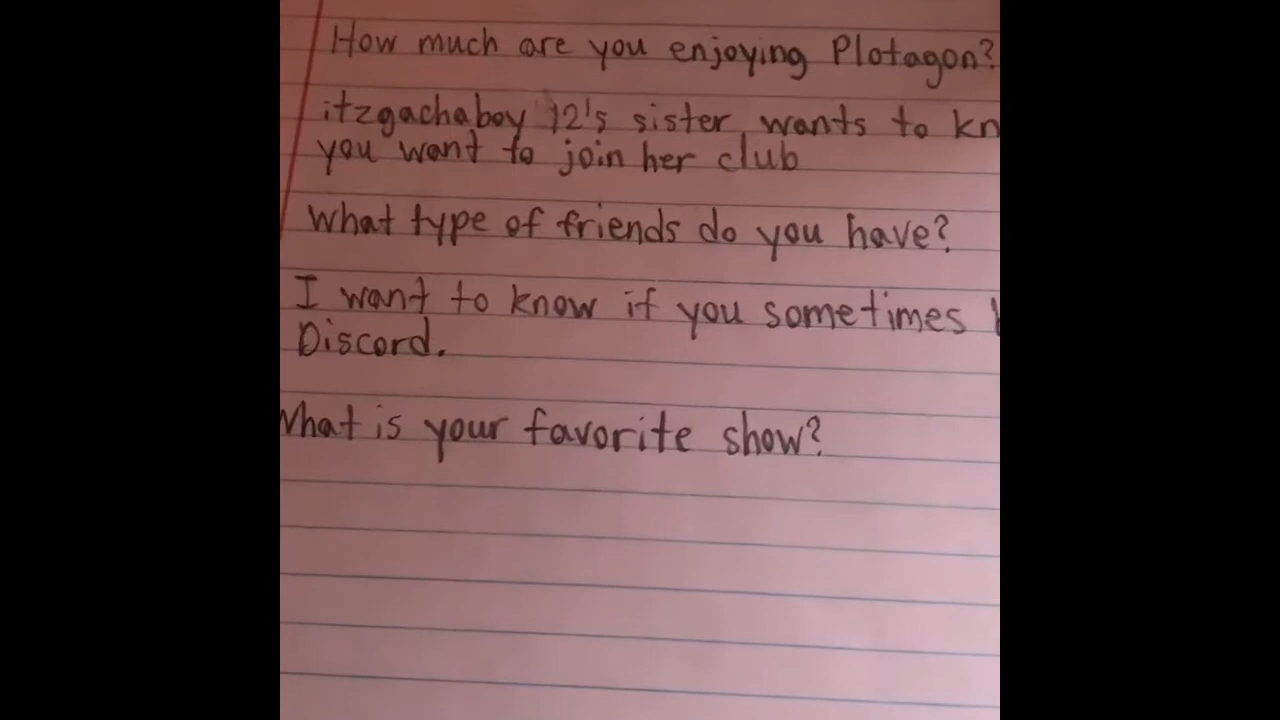 How much are you enjoying Plotagon?
itzgachaboy 12's sister wants to kn
you want to join her club
What type of friends do you have?
I want to know if you sometimes
Discord.
What is your favorite show?